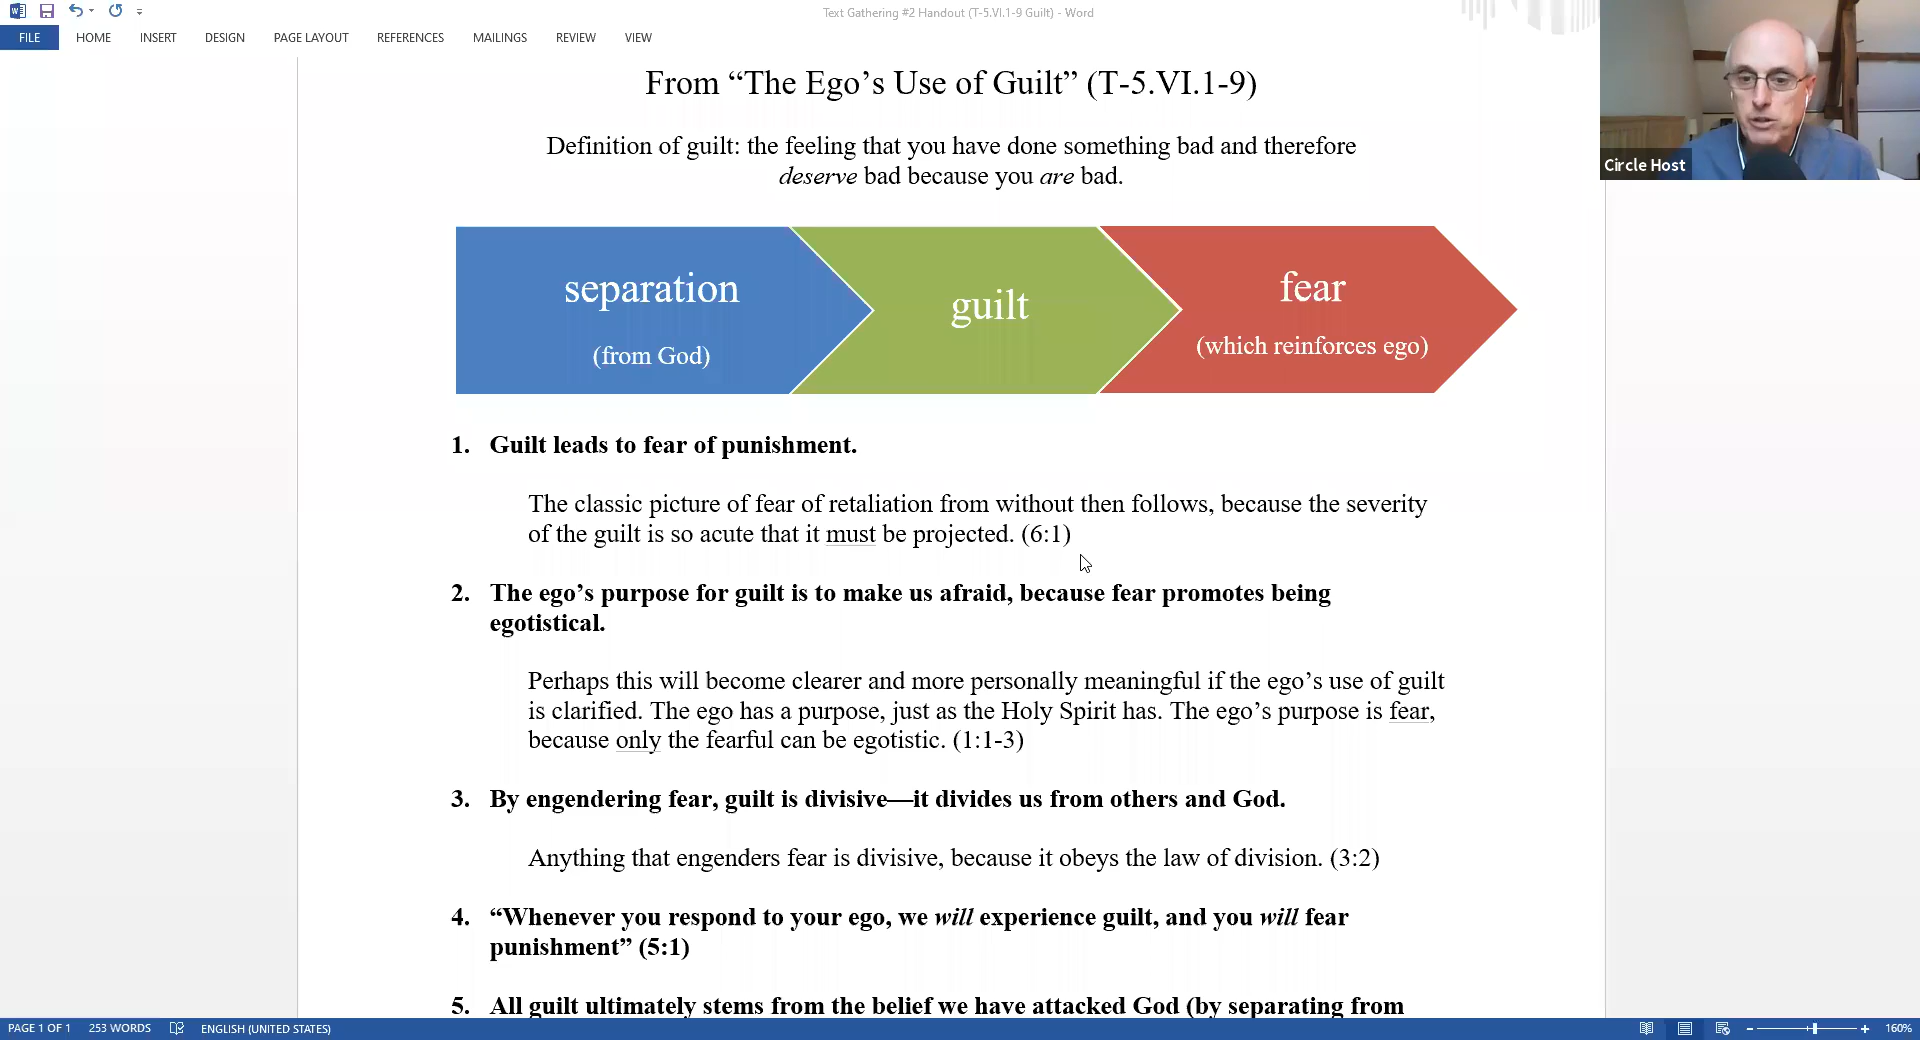 Text Gathering #2 Handout (T-5.VI.1-9 Guilt) - Word
FILE HOME INSERT DESIGN PAGE LAYOUT REFERENCES MAILINGS REVIEW VIEW
From “The Ego’s Use of Guilt” (T-5.VI.1-9)
Definition of guilt: the feeling that you have done something bad and therefore
deserve bad because you are bad.
separation
(from God)
guilt
fear
(which reinforces ego)
1. Guilt leads to fear of punishment.
The classic picture of fear of retaliation from without then follows, because the severity
of the guilt is so acute that it must be projected. (6:1)
2. The ego’s purpose for guilt is to make us afraid, because fear promotes being
egotistical.
Perhaps this will become clearer and more personally meaningful if the ego’s use of guilt
is clarified. The ego has a purpose, just as the Holy Spirit has. The ego’s purpose is fear,
because only the fearful can be egotistic. (1:1-3)
3. By engendering fear, guilt is divisive—it divides us from others and God.
Anything that engenders fear is divisive, because it obeys the law of division. (3:2)
4. “Whenever you respond to your ego, we will experience guilt, and you will fear
punishment” (5:1)
5. All guilt ultimately stems from the belief we have attacked God (by separating from
Circle Host
PAGE 1 OF 1 253 WORDS ENGLISH (UNITED STATES) 160%